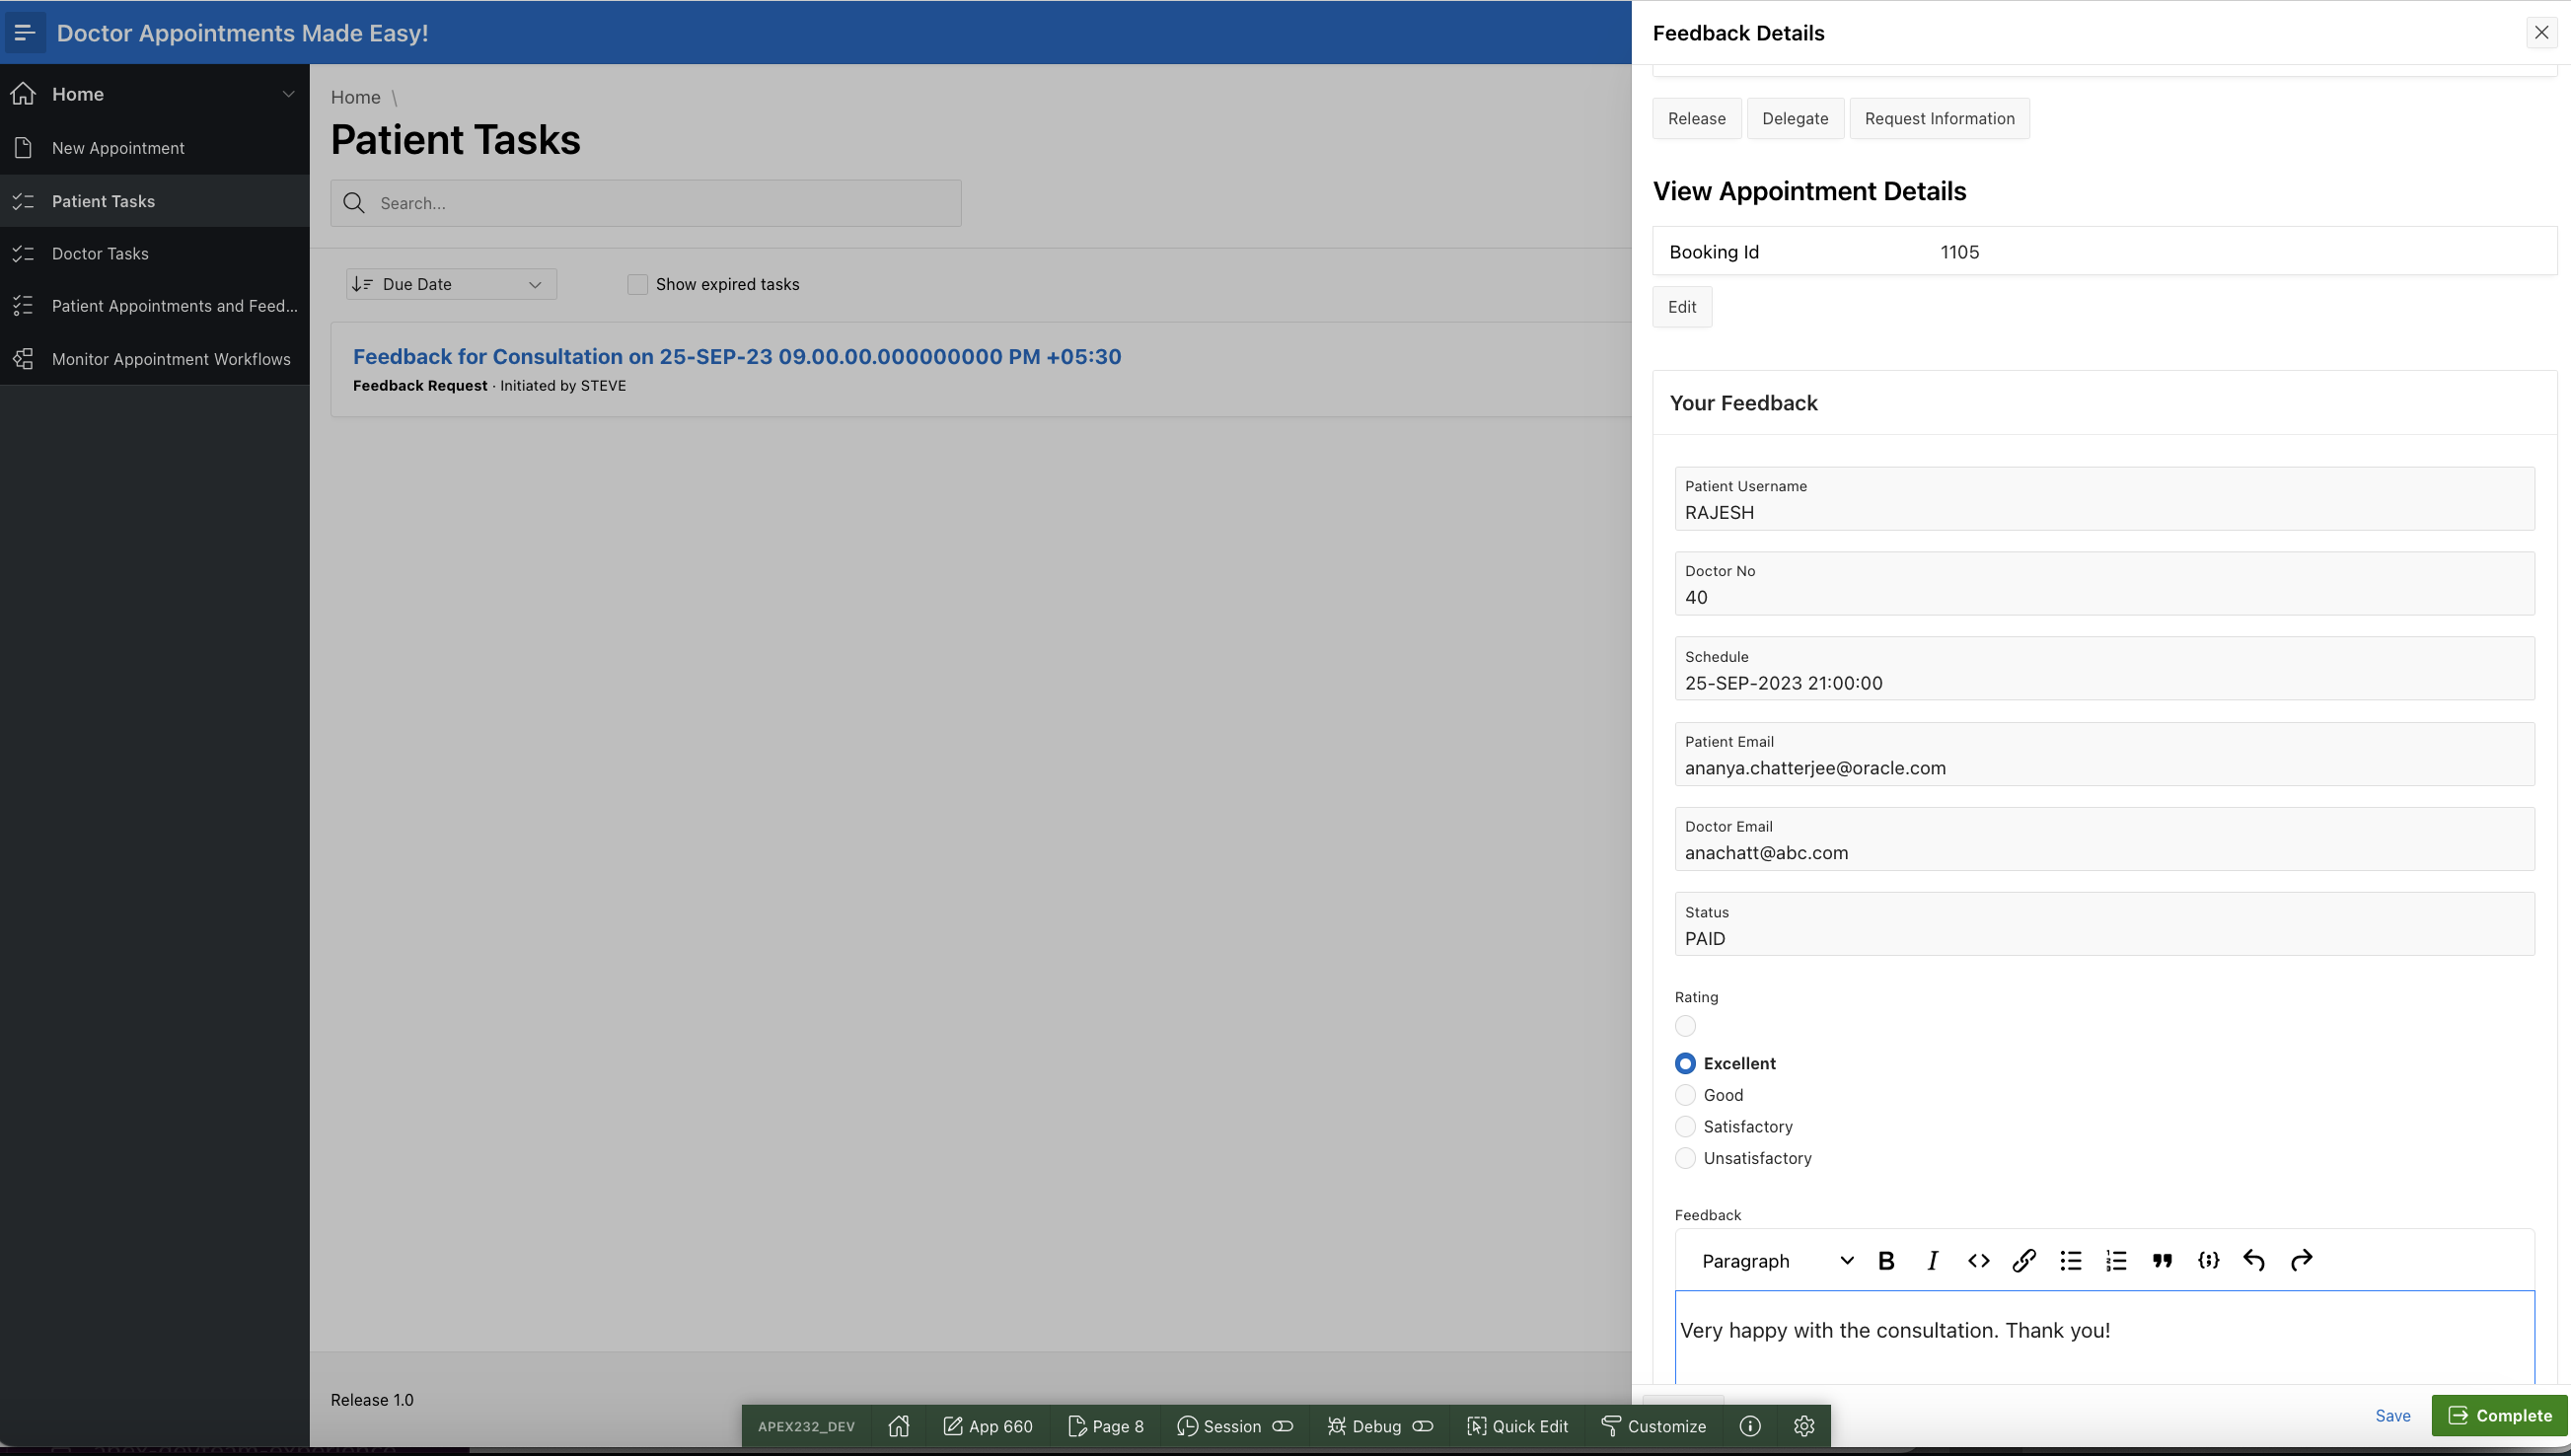 Doctor Appointments Made Easy!
Home
New Appointment
Patient Tasks
Doctor Tasks
Patient Appointments and Feed...
Monitor Appointment Workflows
Home \
Patient Tasks
Search...
Due Date
Show expired tasks
Feedback for Consultation on 25-SEP-23 09.00.00.000000000 PM +05:30
Feedback Request · Initiated by STEVE
Release 1.0
Feedback Details
Release Delegate Request Information
View Appointment Details
Booking Id 1105
Edit
Your Feedback
Patient Username
RAJESH
Doctor No
40
Schedule
25-SEP-2023 21:00:00
Patient Email
ananya.chatterjee@oracle.com
Doctor Email
anachatt@abc.com
Status
PAID
Rating
Excellent
Good
Satisfactory
Unsatisfactory
Feedback
Paragraph
Very happy with the consultation. Thank you!
Save Complete
APEX232_DEV App 660 Page 8 Session Debug Quick Edit Customize